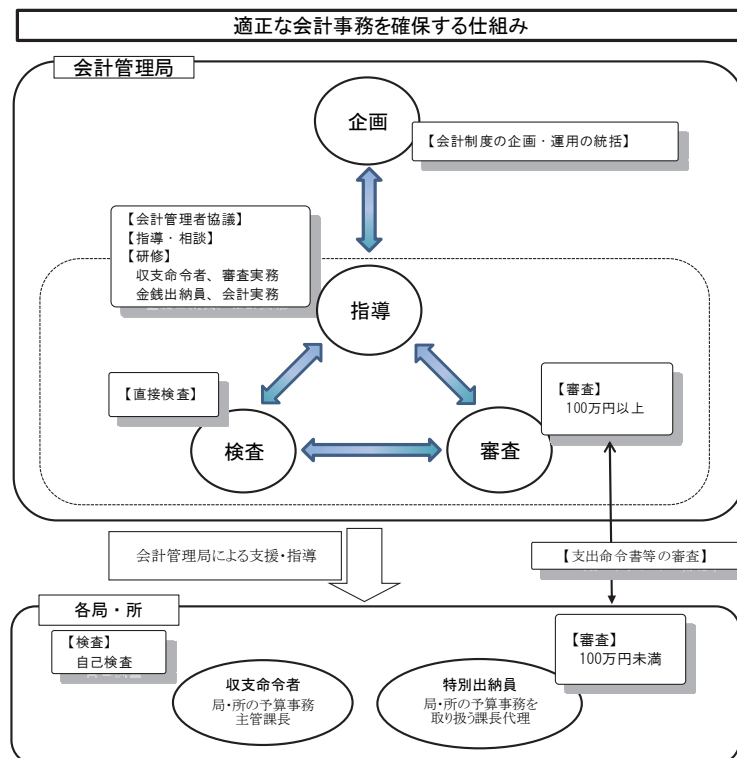 適正な会計事務を確保する仕組み
会計管理局
企画
【会計制度の企画・運用の統括】
【会計管理者協議】
【指導・相談】
【研修】
収支命令者、審査実務
金銭出納員、会計実務
指導
【直接検査】
【審査】
100万円以上
検査
審査
会計管理局による支援・指導
【支出命令書等の審査】
各局・所
【検査】
自己検査
【審査】
100万円未満
収支命令者
局・所の予算事務
主管課長
特別出納員
局・所の予算事務を
取り扱う課長代理